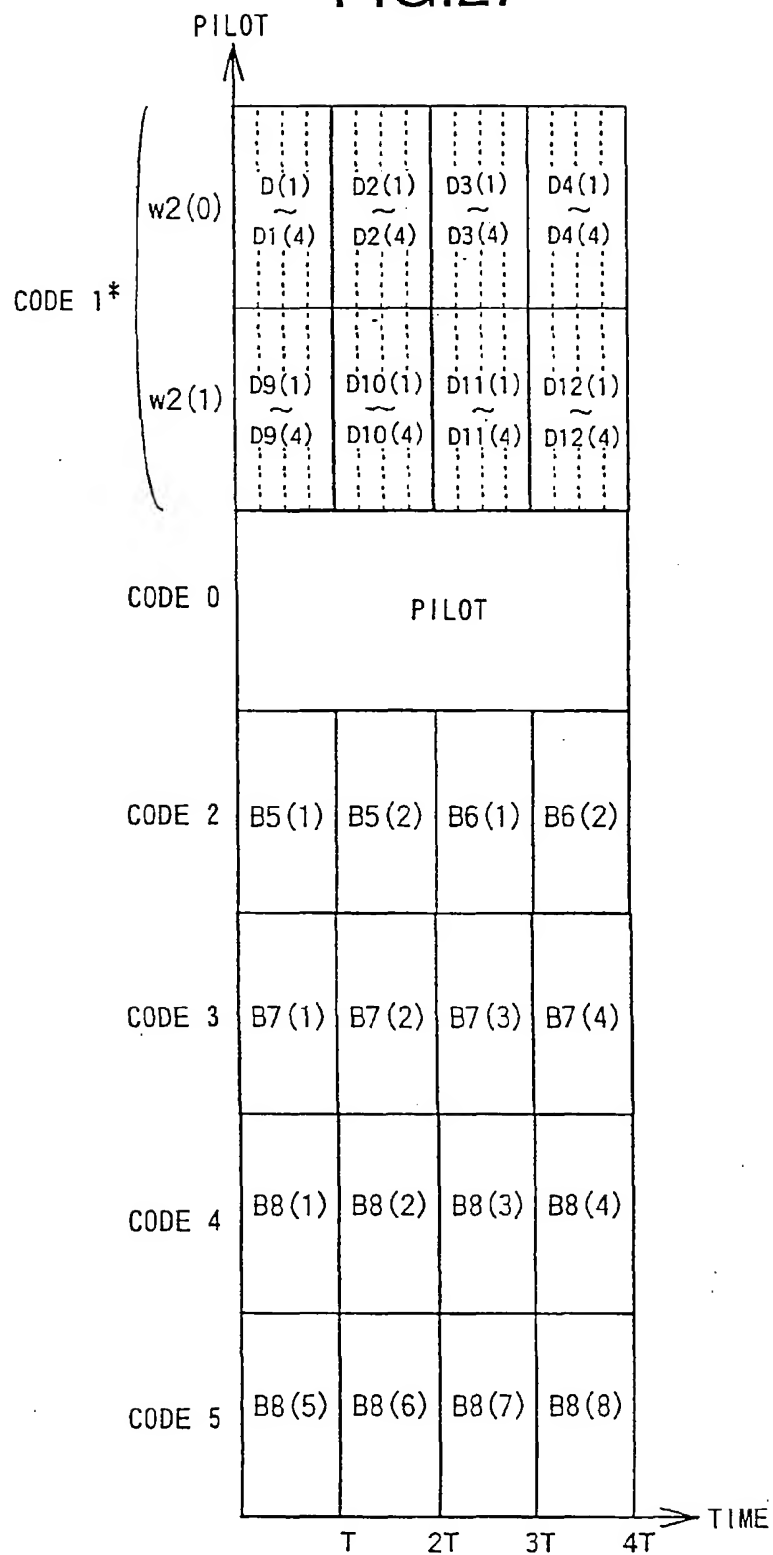 FIG.27
PILOT
CODE 1*
w2(0)
D(1) ~ D1(4)
D2(1) ~ D2(4)
D3(1) ~ D3(4)
D4(1) ~ D4(4)
w2(1)
D9(1) ~ D9(4)
D10(1) ~ D10(4)
D11(1) ~ D11(4)
D12(1) ~ D12(4)
CODE 0 PILOT
CODE 2 B5(1) B5(2) B6(1) B6(2)
CODE 3 B7(1) B7(2) B7(3) B7(4)
CODE 4 B8(1) B8(2) B8(3) B8(4)
CODE 5 B8(5) B8(6) B8(7) B8(8)
TIME
T 2T 3T 4T